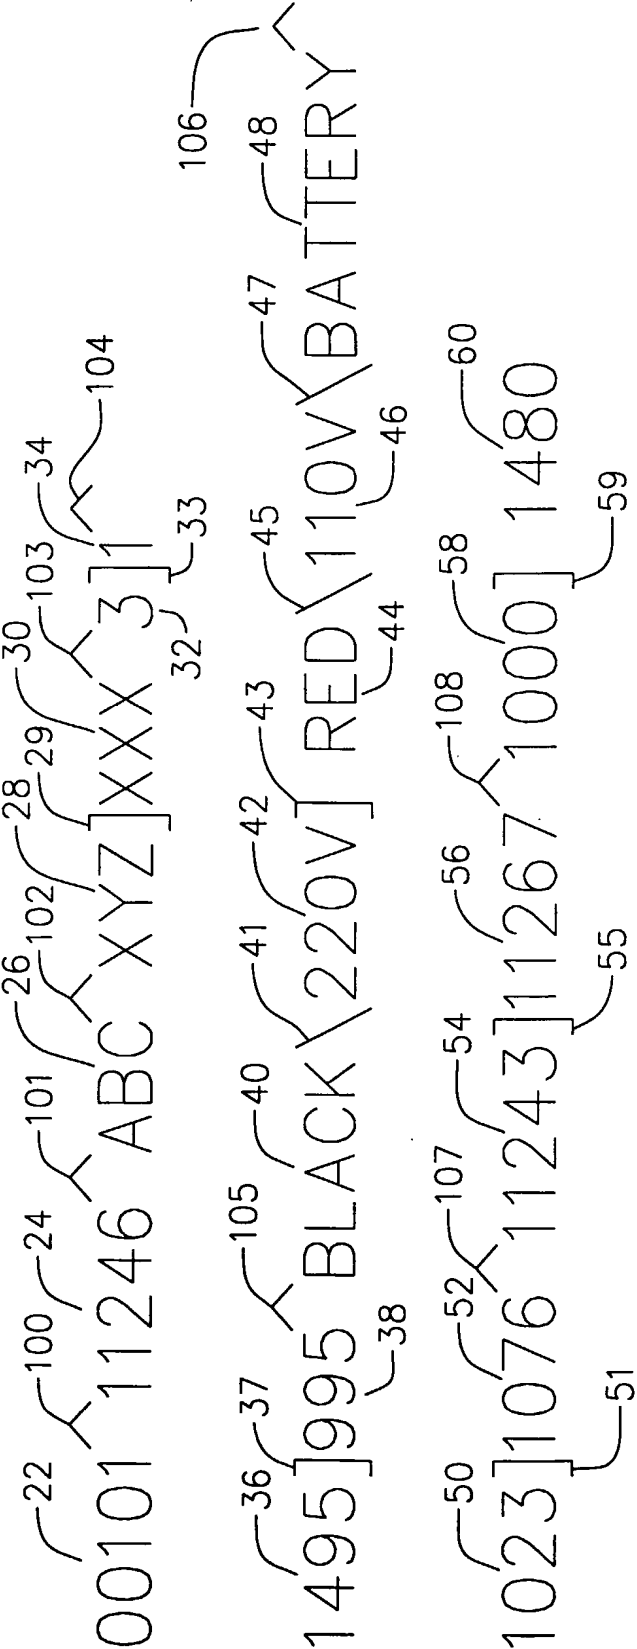 22 100 24 101 26 102 28 29 30 103 34 104
00101 11246 ABC XYZ]XXX 3]1
32 33
36 37 105 40 41 42 43 45 47 48 106
1495]995 BLACK\220V] RED\110V\BATTERY
38 44 46
50 52 107 54 56 108 58 60
1023]1076 11243]11267 1000] 1480
51 55 59